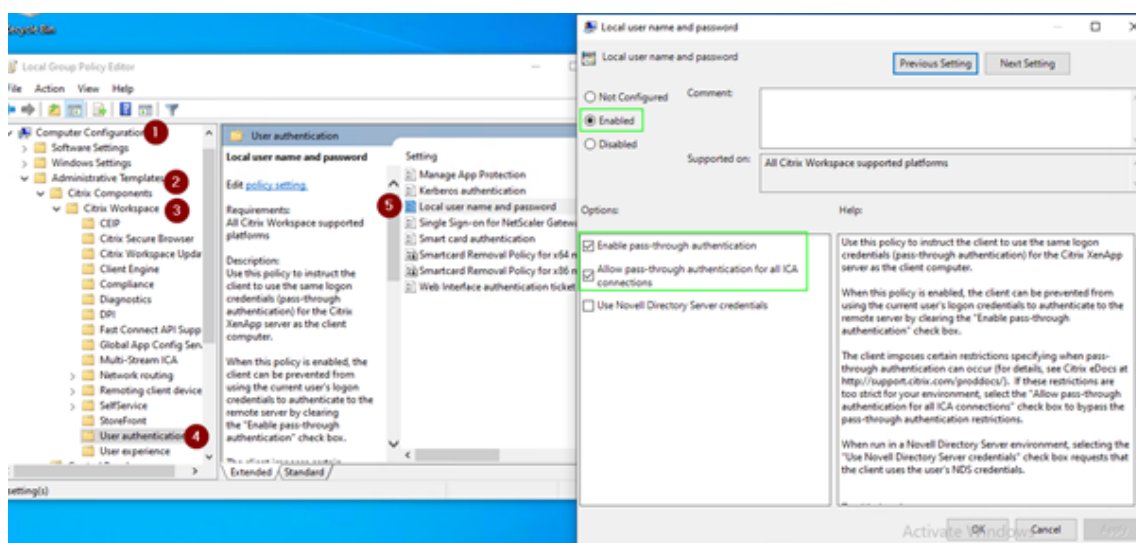 Recycle Bin
Local Group Policy Editor
File Action View Help
Computer Configuration 1
Software Settings
Windows Settings
Administrative Templates 2
Citrix Components
Citrix Workspace 3
CEIP
Citrix Secure Browser
Citrix Workspace Upda
Client Engine
Compliance
Diagnostics
DPI
Fast Connect API Supp
Global App Config Serv
Multi-Stream ICA
Network routing
Remoting client device
SelfService
StoreFront
User authentication 4
User experience
setting(s)
User authentication
Local user name and password
Edit policy setting.
Requirements:
All Citrix Workspace supported
platforms
Description:
Use this policy to instruct the
client to use the same logon
credentials (pass-through
authentication) for the Citrix
XenApp server as the client
computer.
When this policy is enabled, the
client can be prevented from
using the current user's logon
credentials to authenticate to the
remote server by clearing
the "Enable pass-through
authentication" check box.
The client imposes certain
Extended Standard
Setting
Manage App Protection
Kerberos authentication
5 Local user name and password
Single Sign-on for NetScaler Gatew
Smart card authentication
Smartcard Removal Policy for x64 m
Smartcard Removal Policy for x86 m
Web Interface authentication ticket
Local user name and password
Local user name and password
Previous Setting Next Setting
Not Configured
Enabled
Disabled
Comment:
Supported on: All Citrix Workspace supported platforms
Options:
Enable pass-through authentication
Allow pass-through authentication for all ICA
connections
Use Novell Directory Server credentials
Help:
Use this policy to instruct the client to use the same logon
credentials (pass-through authentication) for the Citrix XenApp
server as the client computer.
When this policy is enabled, the client can be prevented from
using the current user's logon credentials to authenticate to the
remote server by clearing the "Enable pass-through
authentication" check box.
The client imposes certain restrictions specifying when pass-
through authentication can occur (for details, see Citrix eDocs at
http://support.citrix.com/proddocs/). If these restrictions are
too strict for your environment, select the "Allow pass-through
authentication for all ICA connections" check box to bypass the
pass-through authentication restrictions.
When run in a Novell Directory Server environment, selecting the
"Use Novell Directory Server credentials" check box requests that
the client uses the user's NDS credentials.
Activate Windows
OK Cancel Apply